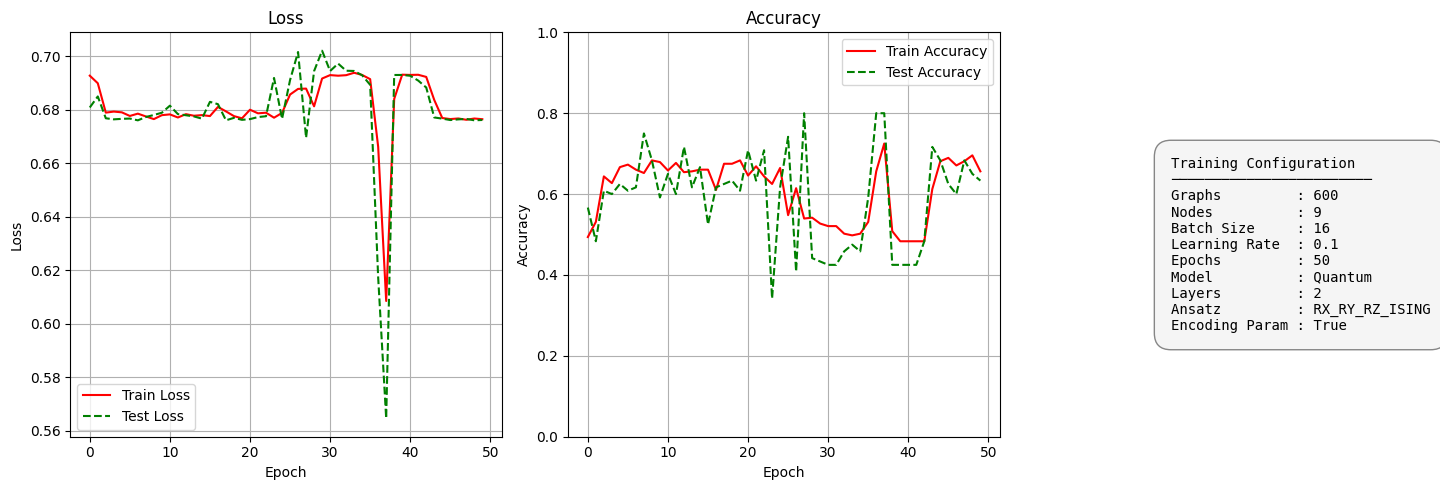 Loss
0.70
0.68
0.66
0.64
0.62
0.60
0.58
0.56
Loss
Train Loss
Test Loss
0
10
20
30
40
50
Epoch
Accuracy
1.0
0.8
0.6
0.4
0.2
0.0
Accuracy
Train Accuracy
Test Accuracy
0
10
20
30
40
50
Epoch
Training Configuration
Graphs : 600
Nodes : 9
Batch Size : 16
Learning Rate : 0.1
Epochs : 50
Model : Quantum
Layers : 2
Ansatz : RX_RY_RZ_ISING
Encoding Param : True